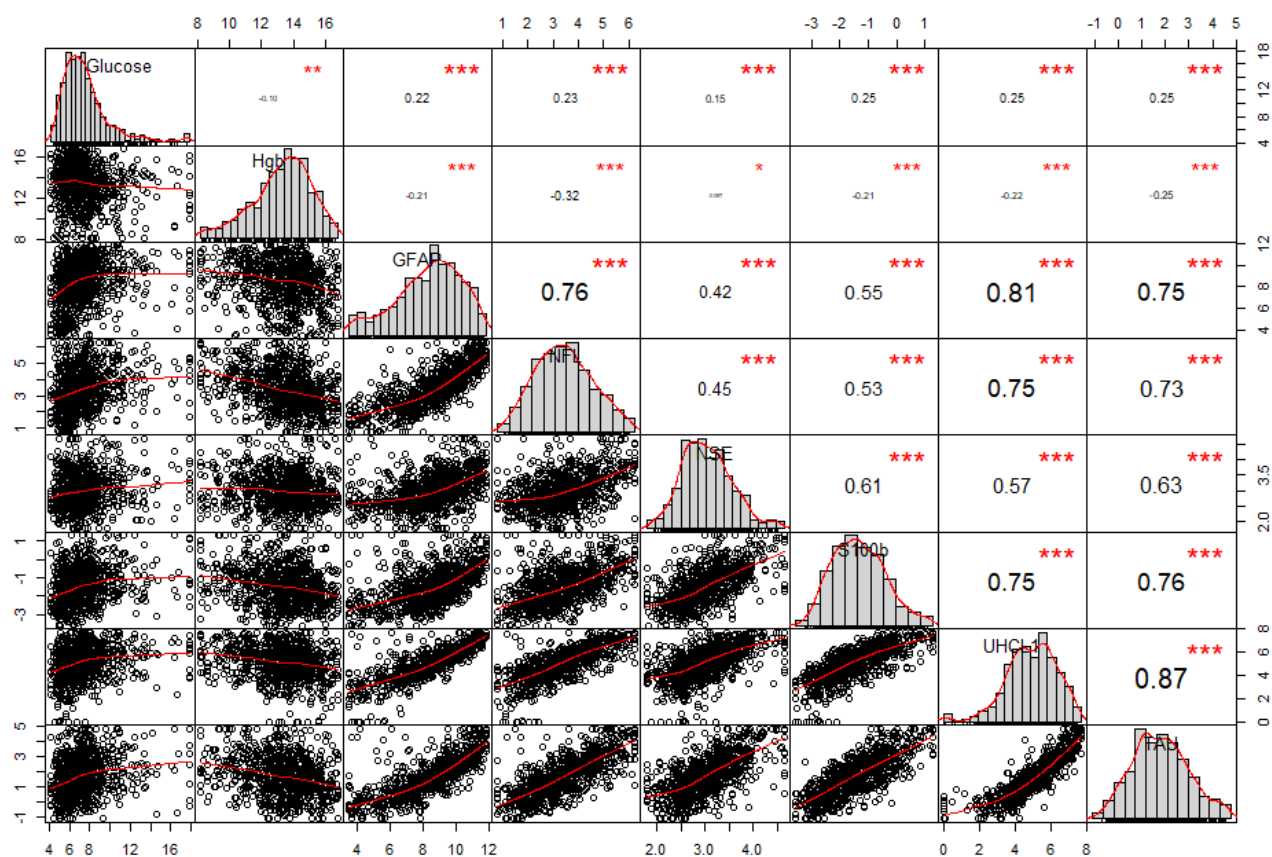 8 10 12 14 16 1 2 3 4 5 6 -3 -2 -1 0 1 -1 0 1 2 3 4 5
Glucose ** *** *** *** *** *** *** 18
-0.10 0.22 0.23 0.15 0.25 0.25 0.25 12
8
4
16 Hgb *** *** * *** *** ***
12 -0.21 -0.32 -0.21 -0.22 -0.25
8
GFAP *** *** *** *** *** 12
0.76 0.42 0.55 0.81 0.75 8
6
4
5 NFL *** *** *** ***
3 0.45 0.53 0.75 0.73
1
NSE *** *** *** 3.5
0.61 0.57 0.63 2.0
1 S100b *** ***
-1 0.75 0.76
-3
UHCL1 *** 8
0.87 6
4
2
0
5 TAU
3
1
-1
4 6 8 12 16 4 6 8 10 12 2.0 3.0 4.0 0 2 4 6 8